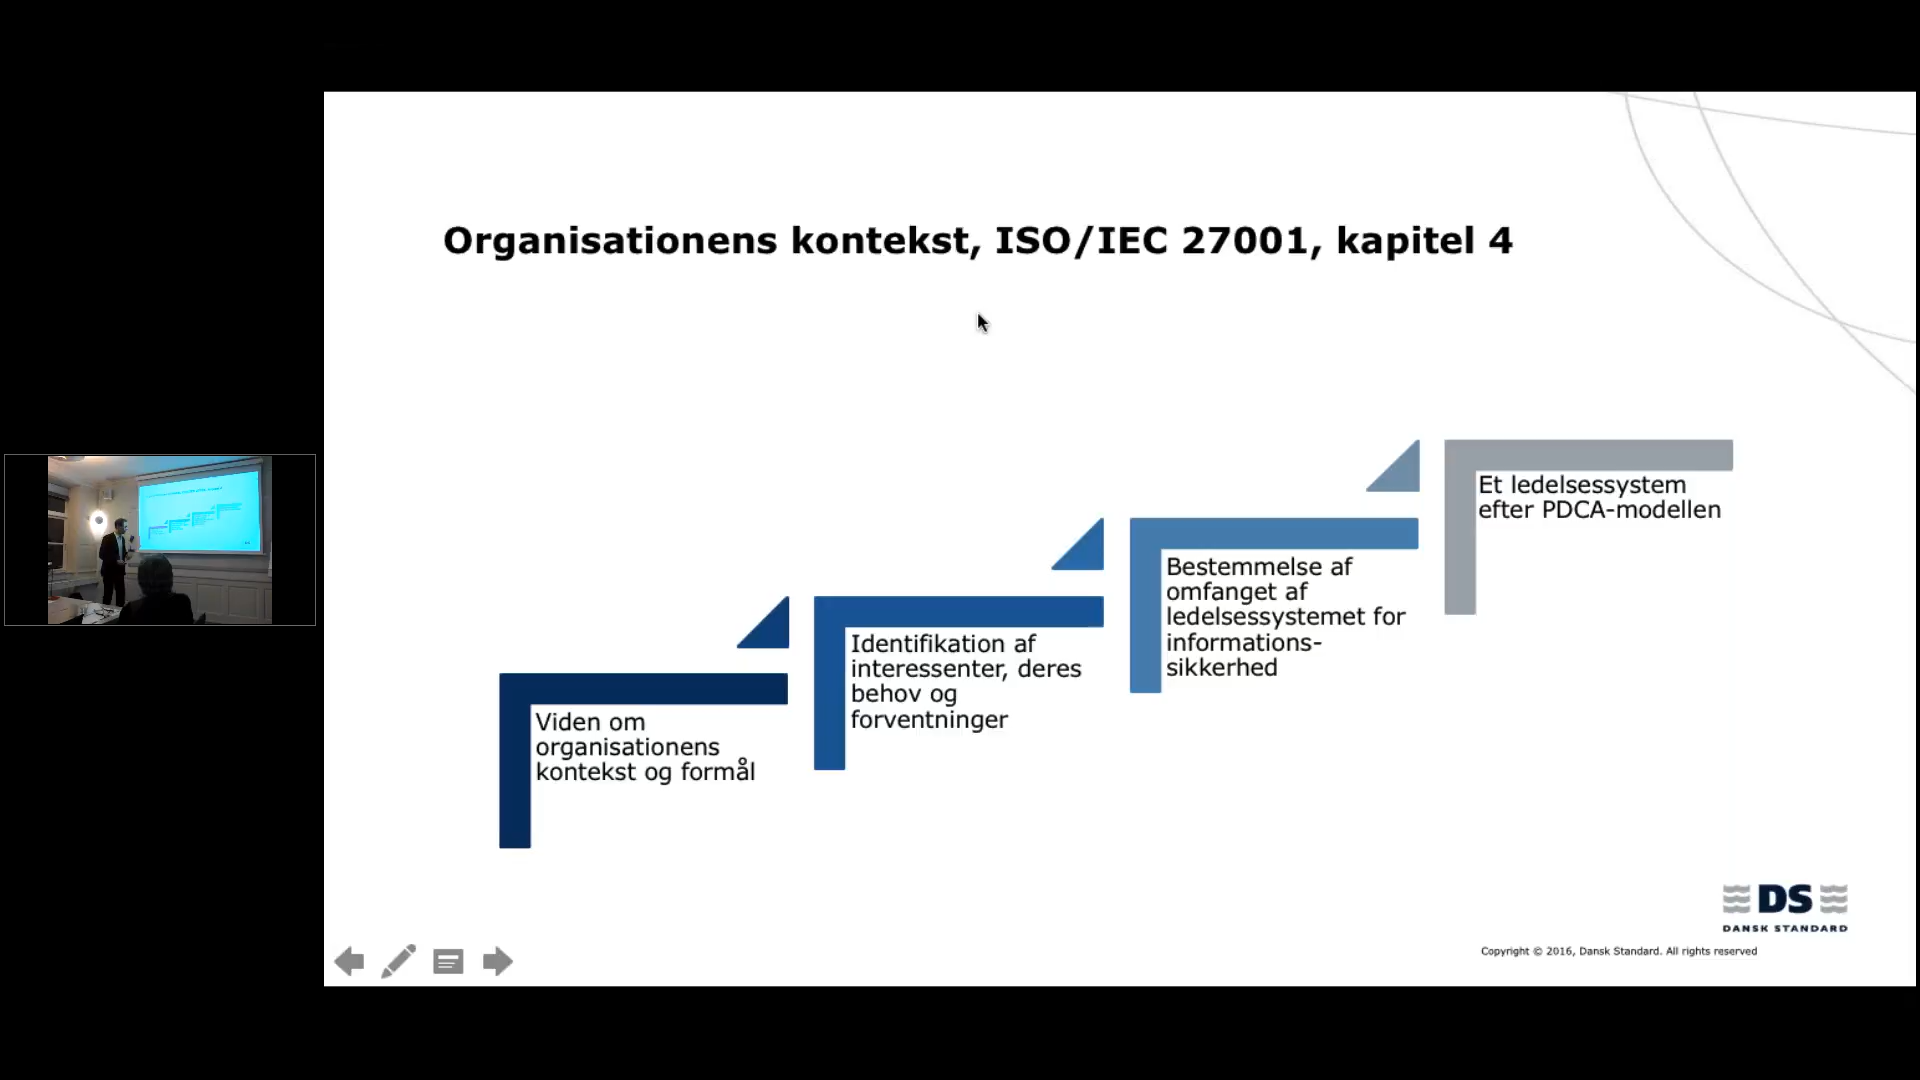 Organisationens kontekst, ISO/IEC 27001, kapitel 4
Viden om
organisationens
kontekst og formål
Identifikation af
interessenter, deres
behov og
forventninger
Bestemmelse af
omfanget af
ledelsessystemet for
informations-
sikkerhed
Et ledelsessystem
efter PDCA-modellen
DS
DANSK STANDARD
Copyright © 2016, Dansk Standard. All rights reserved